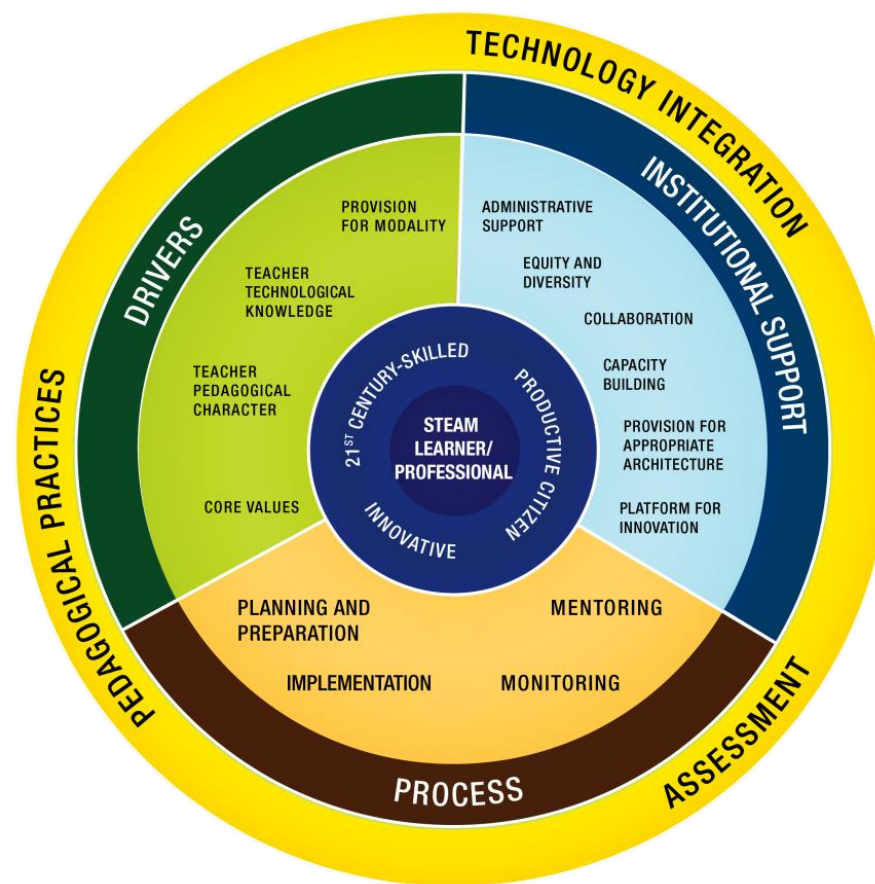 TECHNOLOGY INTEGRATION
PEDAGOGICAL PRACTICES
ASSESSMENT
DRIVERS
PROVISION
FOR MODALITY
TEACHER
TECHNOLOGICAL
KNOWLEDGE
TEACHER
PEDAGOGICAL
CHARACTER
CORE VALUES
INSTITUTIONAL SUPPORT
ADMINISTRATIVE
SUPPORT
EQUITY AND
DIVERSITY
COLLABORATION
CAPACITY
BUILDING
PROVISION FOR
APPROPRIATE
ARCHITECTURE
PLATFORM FOR
INNOVATION
21ST CENTURY-SKILLED
PRODUCTIVE CITIZEN
INNOVATIVE
STEAM
LEARNER/
PROFESSIONAL
PLANNING AND
PREPARATION
IMPLEMENTATION
MENTORING
MONITORING
PROCESS